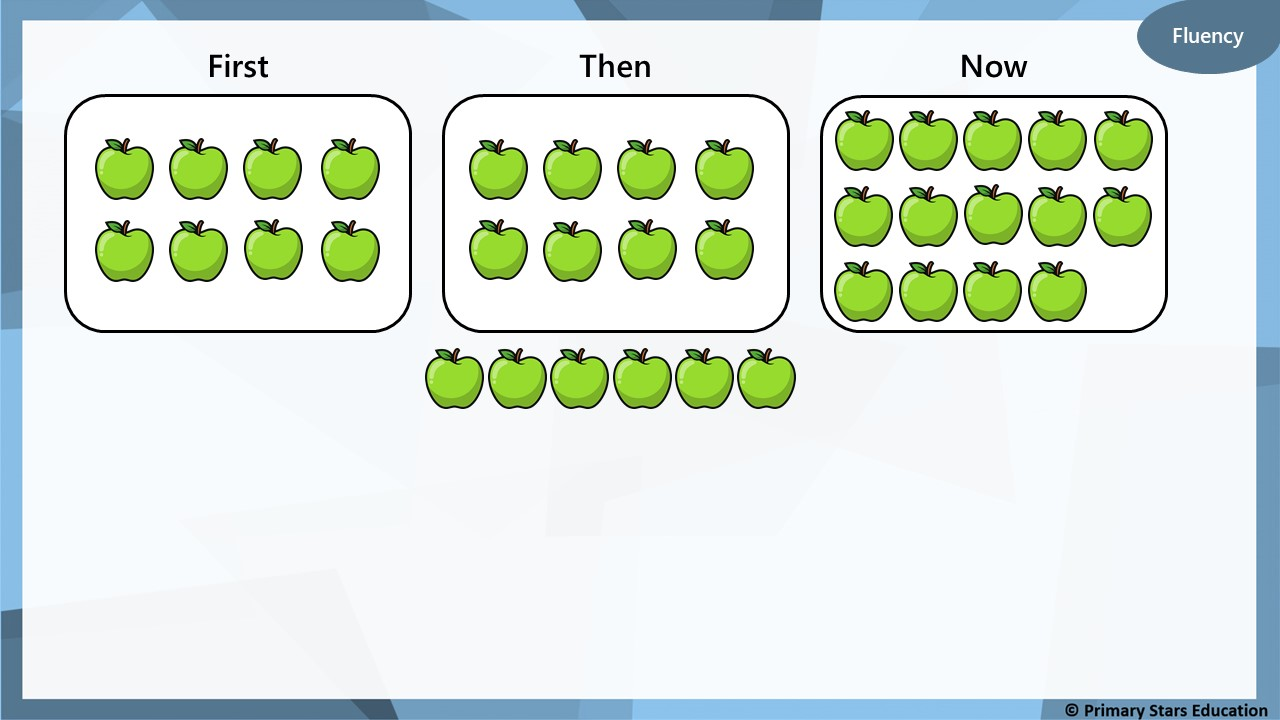 Fluency
First
Then
Now
© Primary Stars Education